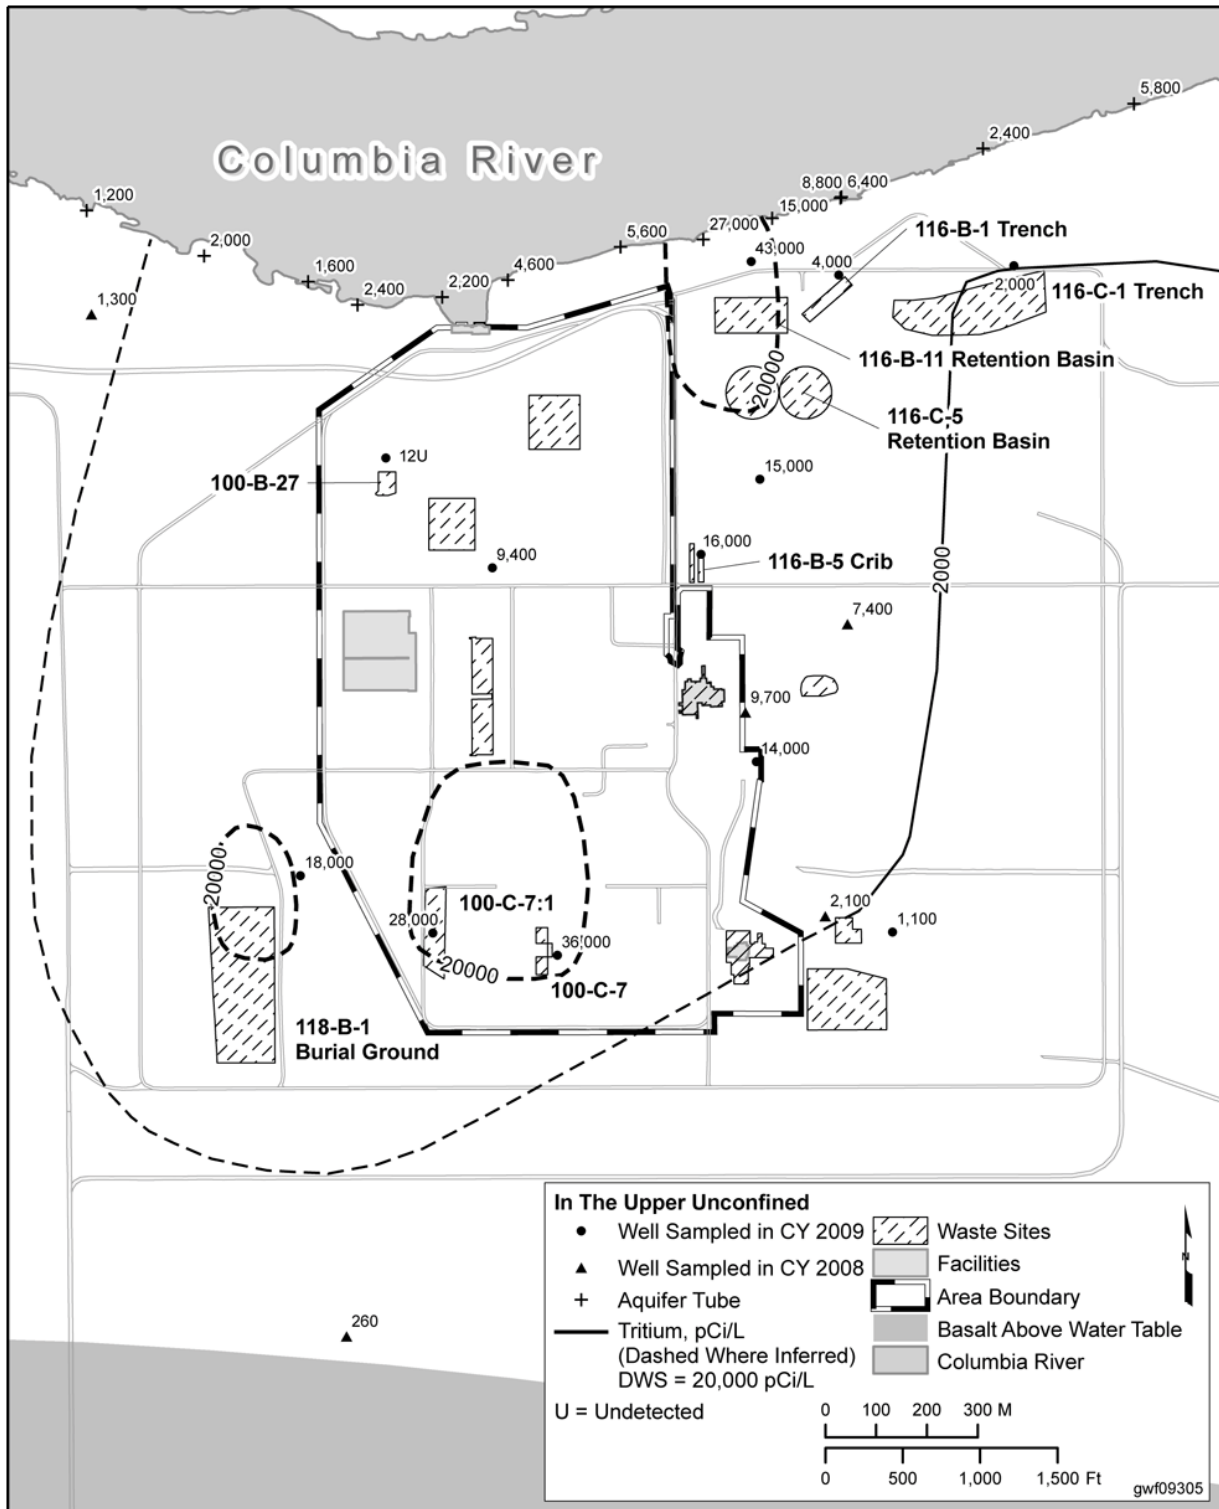 5,800
2,400
Columbia River
8,800
6,400
1,200
15,000
27,000
116-B-1 Trench
5,600
2,000
43,000
4,000
4,600
1,600
2,200
2,000
116-C-1 Trench
1,300
2,400
116-B-11 Retention Basin
20000
116-C-5
Retention Basin
12U
15,000
100-B-27
9,400
16,000
116-B-5 Crib
2000
7,400
9,700
14,000
18,000
20000
100-C-7:1
2,100
1,100
28,000
36,000
20000
100-C-7
118-B-1
Burial Ground
In The Upper Unconfined
Well Sampled in CY 2009
Waste Sites
Well Sampled in CY 2008
Facilities
N
Aquifer Tube
Area Boundary
Tritium, pCi/L
(Dashed Where Inferred)
DWS = 20,000 pCi/L
Basalt Above Water Table
Columbia River
U = Undetected
0 100 200 300 M
0 500 1,000 1,500 Ft
gwf09305
260